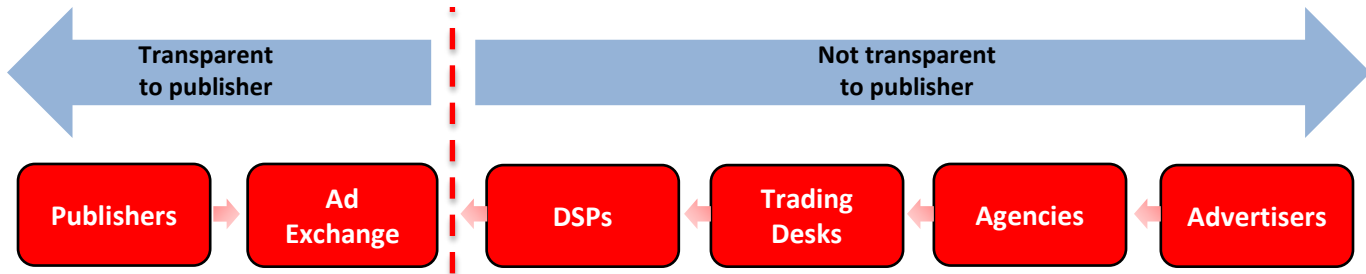 Transparent
to publisher
Not transparent
to publisher
Publishers
Ad
Exchange
DSPs
Trading
Desks
Agencies
Advertisers